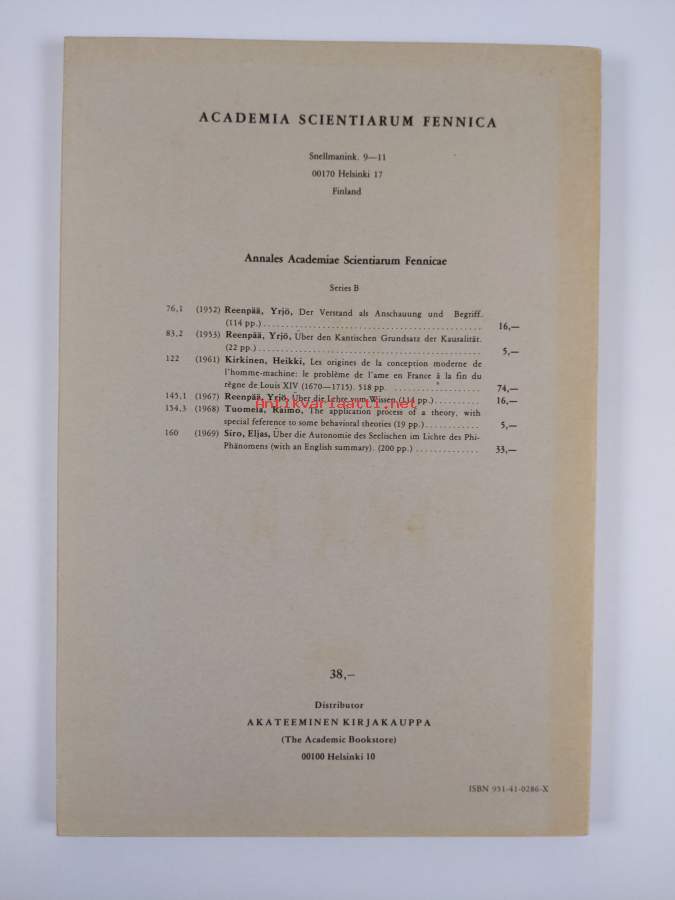 ACADEMIA SCIENTIARUM FENNICA
Snellmanink. 9—11
00170 Helsinki 17
Finland
Annales Academiae Scientiarum Fennicae
Series B
76,1 (1952) Reenpää, Yrjö, Der Verstand als Anschauung und Begriff.
(114 pp.) 16,—
83,2 (1953) Reenpää, Yrjö, Über den Kantischen Grundsatz der Kausalität.
(22 pp.) 5,—
122 (1961) Kirkinen, Heikki, Les origines de la conception moderne de
l'homme-machine: le problème de l'ame en France à la fin du
règne de Louis XIV (1670—1715). 518 pp. 74,—
145,1 (1967) Reenpää, Yrjö, Über die Lehre vom Wissen (114 pp.) 16,—
Antikvariaatti.net
154,3 (1968) Tuomela, Raimo, The application process of a theory, with
special feference to some behavioral theories (19 pp.) 5,—
160 (1969) Siro, Eljas, Über die Autonomie des Seelischen im Lichte des Phi-
Phänomens (with an English summary). (200 pp.) 33,—
38,—
Distributor
AKATEEMINEN KIRJAKAUPPA
(The Academic Bookstore)
00100 Helsinki 10
ISBN 951-41-0286-X